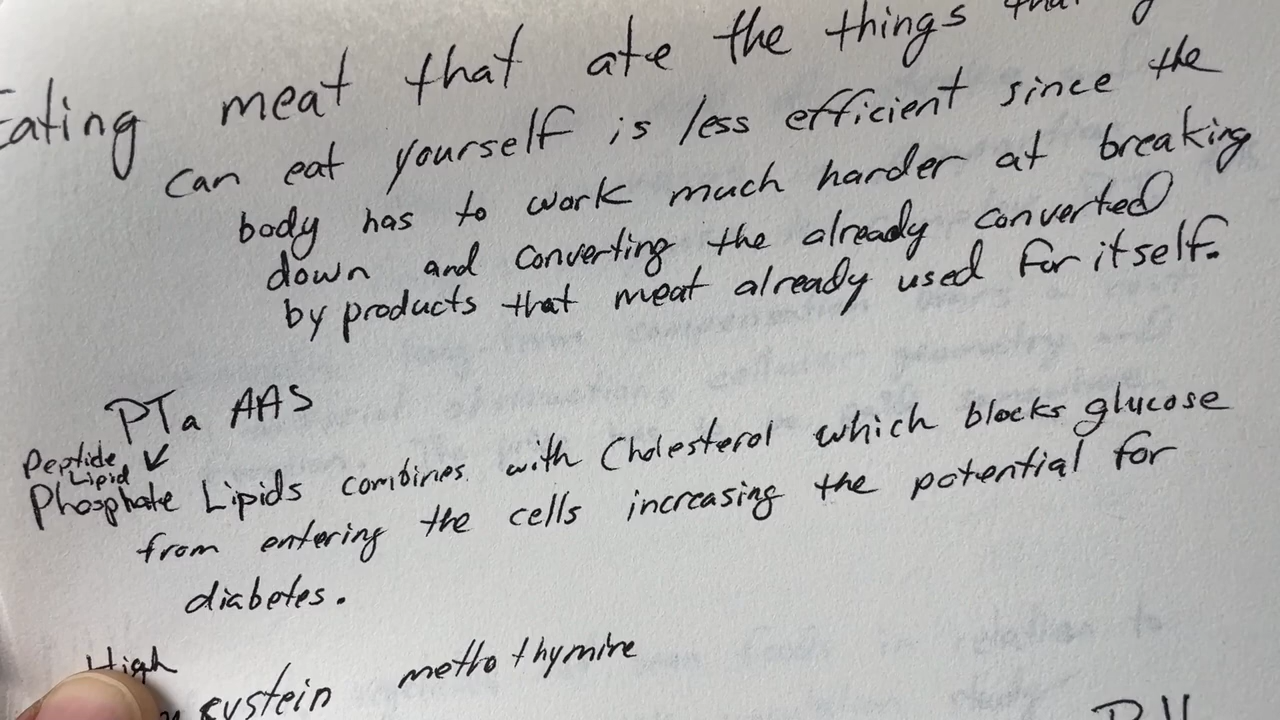 Eating meat that ate the things that
can eat yourself is less efficient since the
body has to work much harder at breaking
down and converting the already converted
by products that meat already used for itself.
PTa AAS
Peptide
Lipid
Phosphate Lipids combines with Cholesterol which blocks glucose
from entering the cells increasing the potential for
diabetes.
High
cystein metho thymine